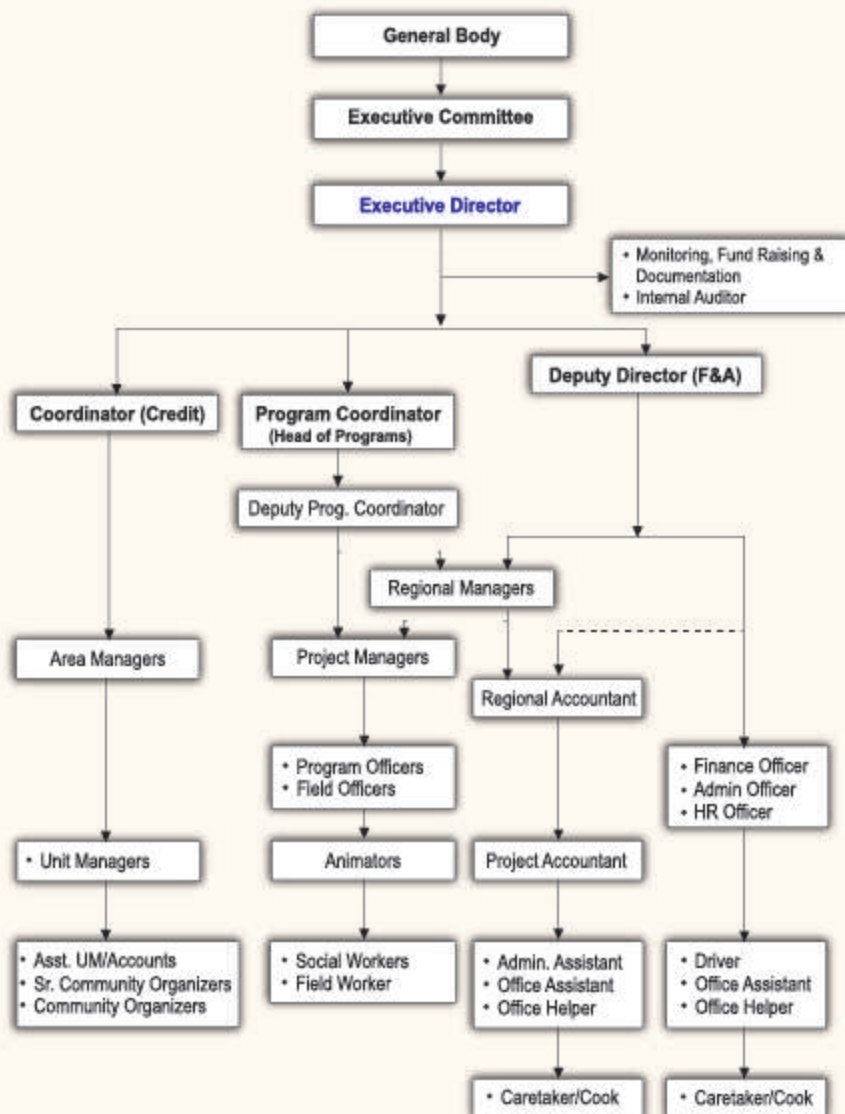 General Body
Executive Committee
Executive Director
• Monitoring, Fund Raising &
Documentation
• Internal Auditor
Deputy Director (F&A)
Coordinator (Credit)
Program Coordinator
(Head of Programs)
Deputy Prog. Coordinator
Regional Managers
Area Managers
Project Managers
Regional Accountant
• Program Officers
• Field Officers
• Finance Officer
• Admin Officer
• HR Officer
• Unit Managers
Animators
Project Accountant
• Asst. UM/Accounts
• Sr. Community Organizers
• Community Organizers
• Social Workers
• Field Worker
• Admin. Assistant
• Office Assistant
• Office Helper
• Driver
• Office Assistant
• Office Helper
• Caretaker/Cook
• Caretaker/Cook